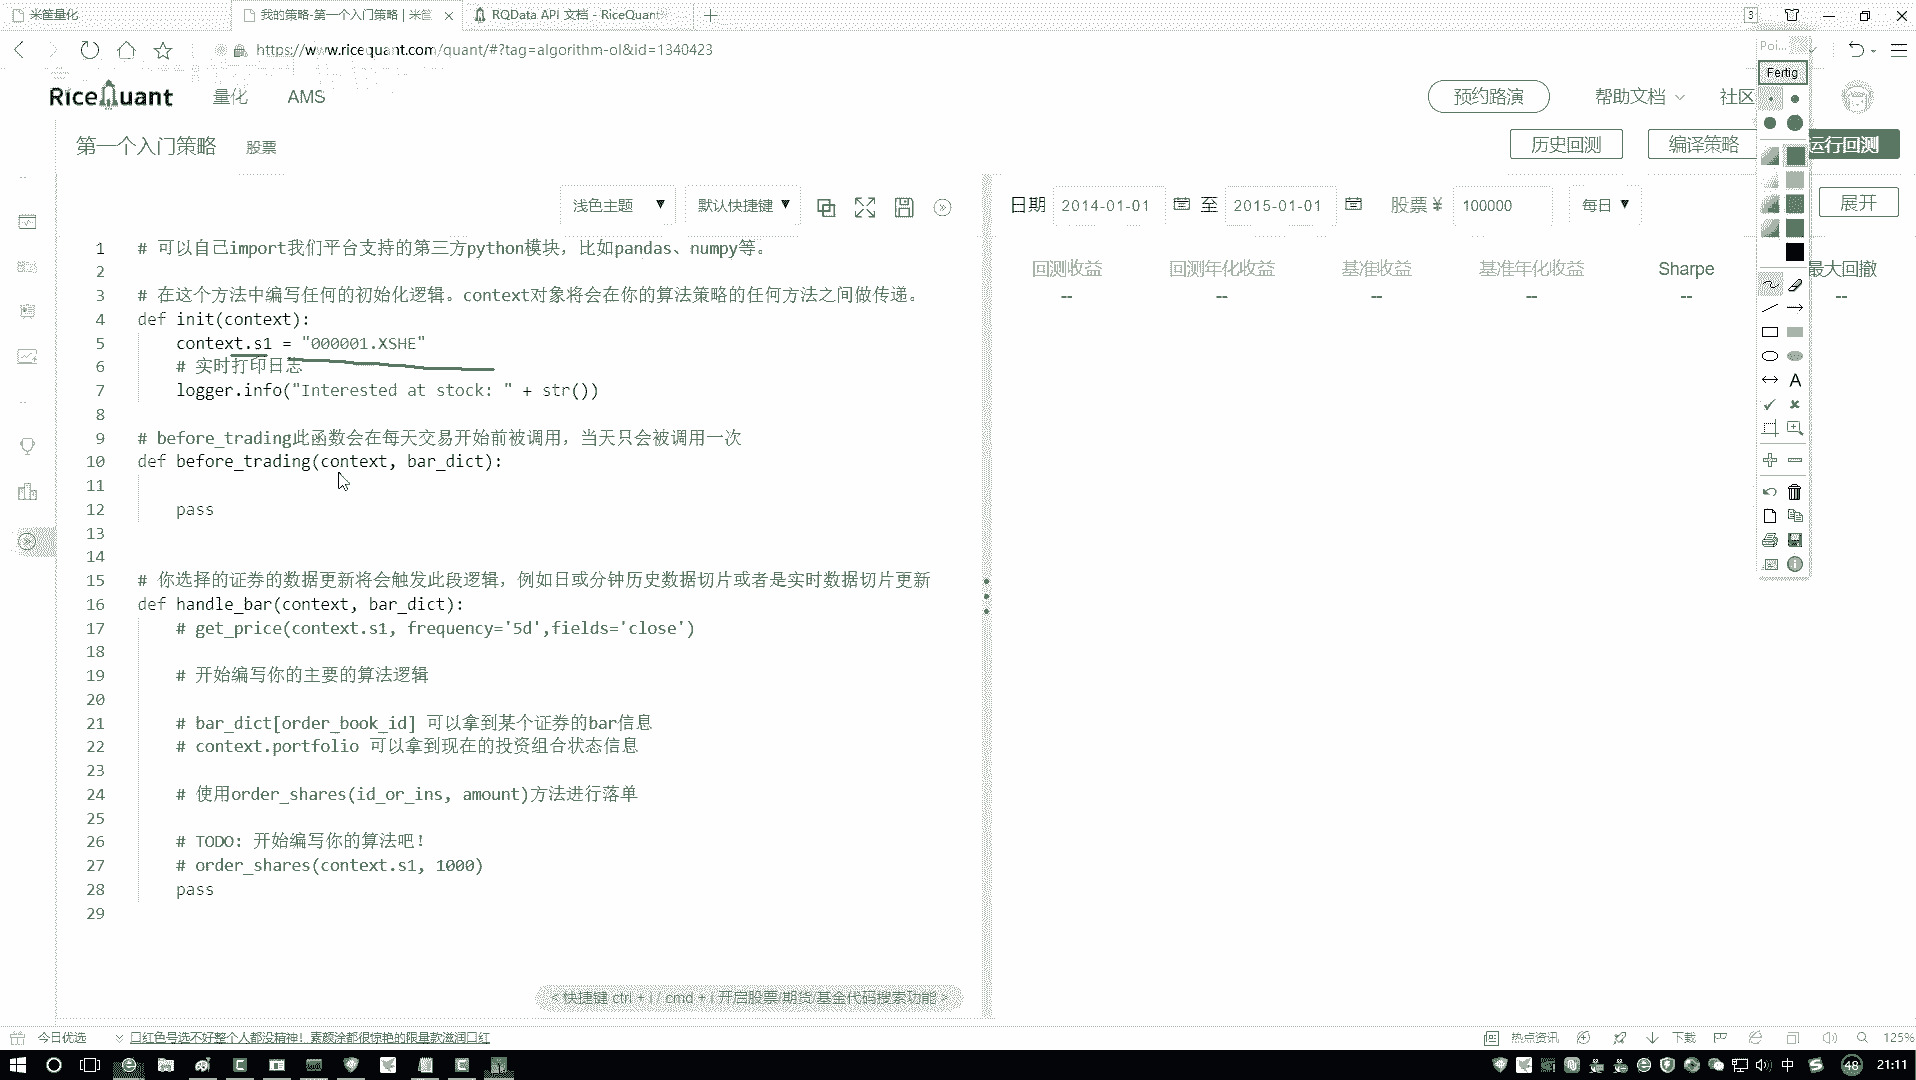 米筐量化
我的策略-第一个入门策略 | 米筐
RQData API 文档 - RiceQuant
3
https://www.ricequant.com/quant/#?tag=algorithm-ol&id=1340423
Poi...
Fertig
RiceQuant
量化
AMS
预约路演
帮助文档
社区
第一个入门策略
股票
历史回测
编译策略
运行回测
浅色主题
默认快捷键
日期
2014-01-01
至
2015-01-01
股票 ¥
100000
每日
展开
回测收益
回测年化收益
基准收益
基准年化收益
Sharpe
最大回撤
--
--
--
--
--
--
1 # 可以自己import我们平台支持的第三方python模块，比如pandas、numpy等。
2
3 # 在这个方法中编写任何的初始化逻辑。context对象将会在你的算法策略的任何方法之间做传递。
4 def init(context):
5 context.s1 = "000001.XSHE"
6 # 实时打印日志
7 logger.info("Interested at stock: " + str())
8
9 # before_trading此函数会在每天交易开始前被调用，当天只会被调用一次
10 def before_trading(context, bar_dict):
11
12 pass
13
14
15 # 你选择的证券的数据更新将会触发此段逻辑，例如日或分钟历史数据切片或者是实时数据切片更新
16 def handle_bar(context, bar_dict):
17 # get_price(context.s1, frequency='5d',fields='close')
18
19 # 开始编写你的主要的算法逻辑
20
21 # bar_dict[order_book_id] 可以拿到某个证券的bar信息
22 # context.portfolio 可以拿到现在的投资组合状态信息
23
24 # 使用order_shares(id_or_ins, amount)方法进行落单
25
26 # TODO: 开始编写你的算法吧！
27 # order_shares(context.s1, 1000)
28 pass
29
A
< 快捷键 ctrl + i / cmd + i 开启股票/期货/基金代码搜索功能 >
今日优选
口红色号选不好整个人都没精神！素颜涂都很惊艳的限量款滋润口红
热点资讯
下载
125%
中
48
21:11